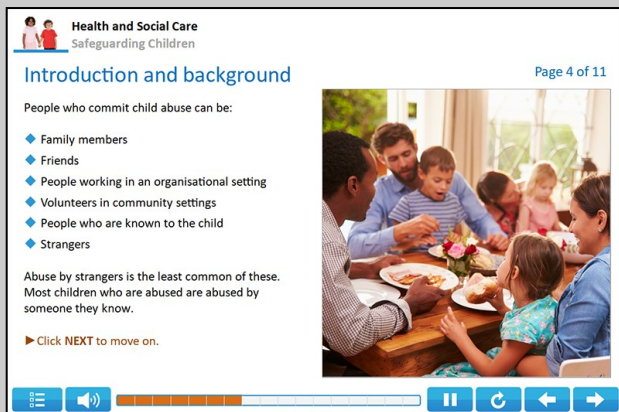 Health and Social Care
Safeguarding Children
Introduction and background
Page 4 of 11
People who commit child abuse can be:
Family members
Friends
People working in an organisational setting
Volunteers in community settings
People who are known to the child
Strangers
Abuse by strangers is the least common of these.
Most children who are abused are abused by
someone they know.
►Click NEXT to move on.